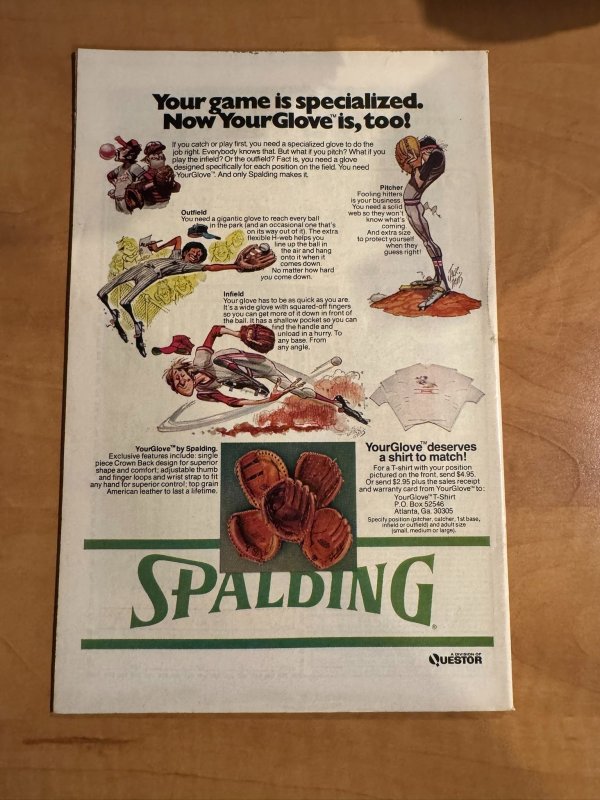 Your game is specialized.
Now YourGlove™ is, too!
If you catch or play first, you need a specialized glove to do the
job right. Everybody knows that. But what if you pitch? What if you
play the infield? Or the outfield? Fact is, you need a glove
designed specifically for each position on the field. You need
YourGlove™. And only Spalding makes it.
Pitcher
Fooling hitters
is your business.
You need a solid
web so they won't
know what's
coming.
And extra size
to protect yourself
when they
guess right!
Outfield
You need a gigantic glove to reach every ball
in the park (and an occasional one that's
on its way out of it). The extra
flexible H-web helps you
line up the ball in
the air and hang
onto it when it
comes down.
No matter how hard
you come down.
Infield
Your glove has to be as quick as you are.
It's a wide glove with squared-off fingers
so you can get more of it down in front of
the ball. It has a shallow pocket so you can
find the handle and
unload in a hurry. To
any base. From
any angle.
YourGlove™ by Spalding.
Exclusive features include: single
piece Crown Back design for superior
shape and comfort; adjustable thumb
and finger loops and wrist strap to fit
any hand for superior control; top grain
American leather to last a lifetime.
YourGlove™ deserves
a shirt to match!
For a T-shirt with your position
pictured on the front, send $4.95.
Or send $2.95 plus the sales receipt
and warranty card from YourGlove™ to:
YourGlove™ T-Shirt
P.O. Box 52546
Atlanta, Ga. 30305
Specify position (pitcher, catcher, 1st base,
infield or outfield) and adult size
(small, medium or large).
SPALDING®
A DIVISION OF
QUESTOR